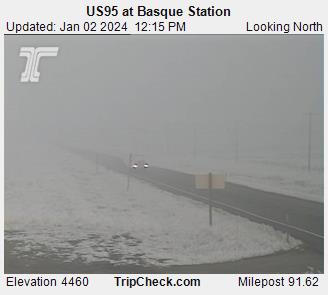 US95 at Basque Station
Updated: Jan 02 2024 12:15 PM Looking North
Elevation 4460 TripCheck.com Milepost 91.62